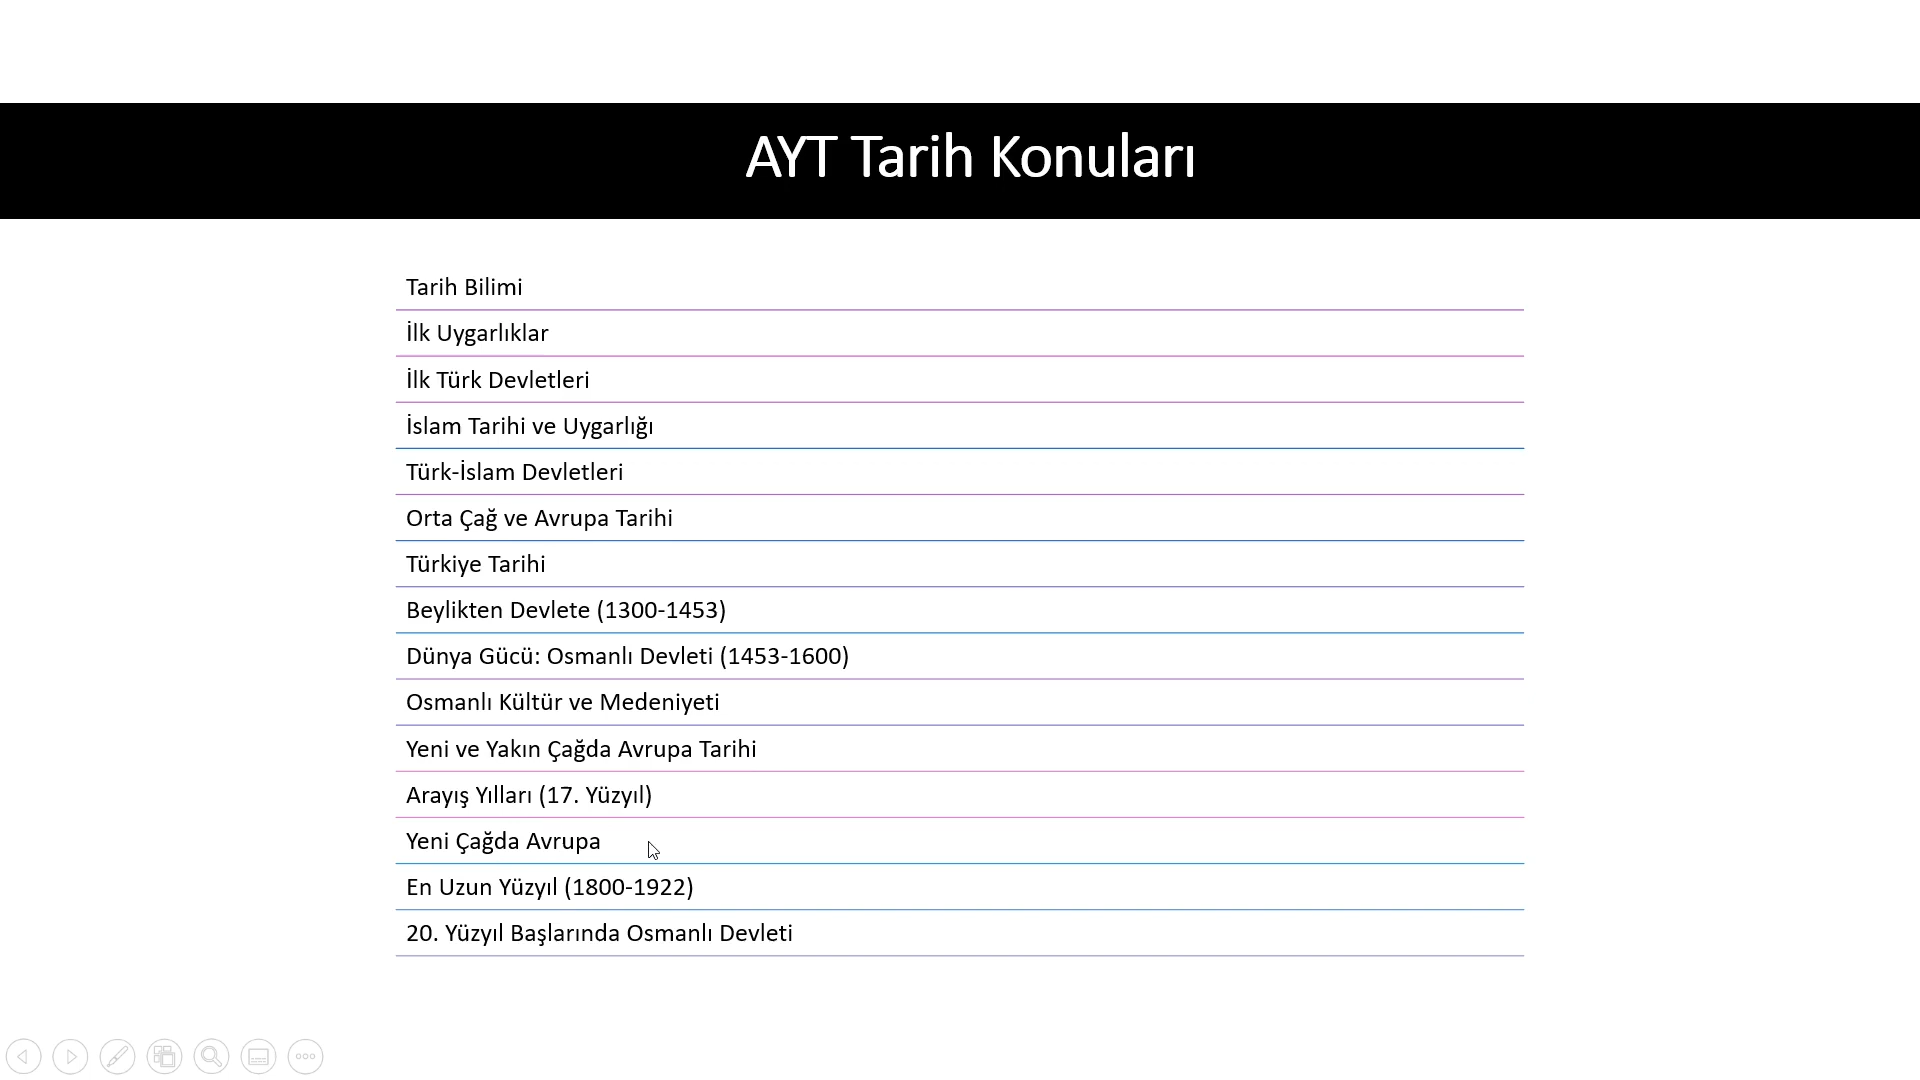 AYT Tarih Konuları
Tarih Bilimi
İlk Uygarlıklar
İlk Türk Devletleri
İslam Tarihi ve Uygarlığı
Türk-İslam Devletleri
Orta Çağ ve Avrupa Tarihi
Türkiye Tarihi
Beylikten Devlete (1300-1453)
Dünya Gücü: Osmanlı Devleti (1453-1600)
Osmanlı Kültür ve Medeniyeti
Yeni ve Yakın Çağda Avrupa Tarihi
Arayış Yılları (17. Yüzyıl)
Yeni Çağda Avrupa
En Uzun Yüzyıl (1800-1922)
20. Yüzyıl Başlarında Osmanlı Devleti